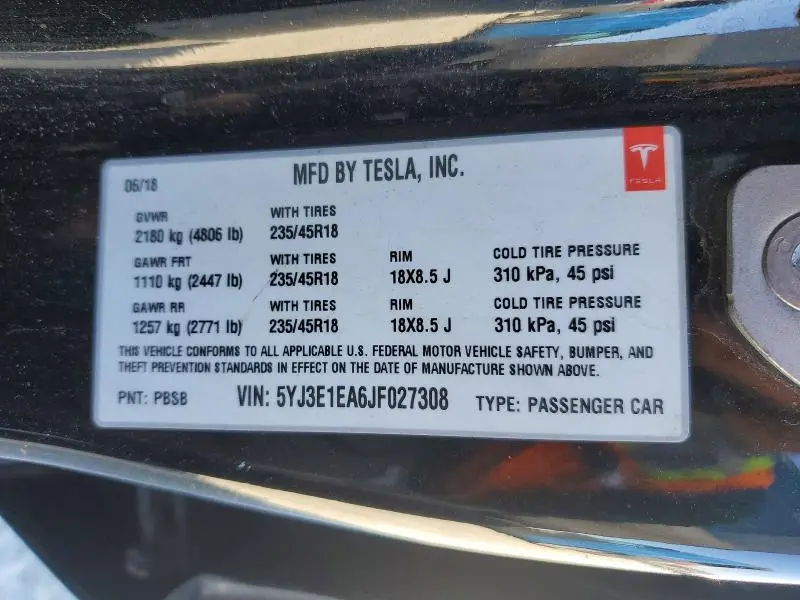 06/18
MFD BY TESLA, INC.
TESLA
GVWR WITH TIRES
2180 kg (4806 lb) 235/45R18
GAWR FRT WITH TIRES RIM COLD TIRE PRESSURE
1110 kg (2447 lb) 235/45R18 18X8.5 J 310 kPa, 45 psi
GAWR RR WITH TIRES RIM COLD TIRE PRESSURE
1257 kg (2771 lb) 235/45R18 18X8.5 J 310 kPa, 45 psi
THIS VEHICLE CONFORMS TO ALL APPLICABLE U.S. FEDERAL MOTOR VEHICLE SAFETY, BUMPER, AND
THEFT PREVENTION STANDARDS IN EFFECT ON THE DATE OF MANUFACTURE SHOWN ABOVE.
PNT: PBSB VIN: 5YJ3E1EA6JF027308 TYPE: PASSENGER CAR